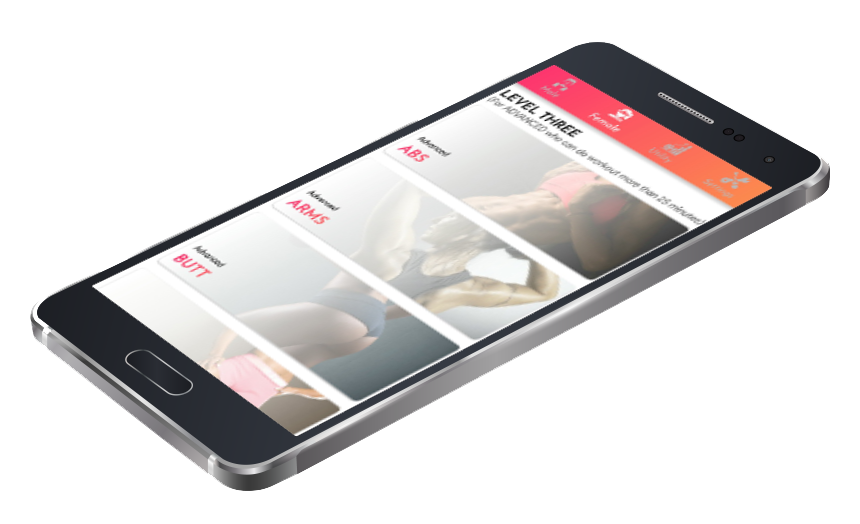 Male
Female
Utility
LEVEL THREE
(For ADVANCED who can do workout more than 25 minutes)
Advanced
ABS
Advanced
ARMS
Advanced
BUTT